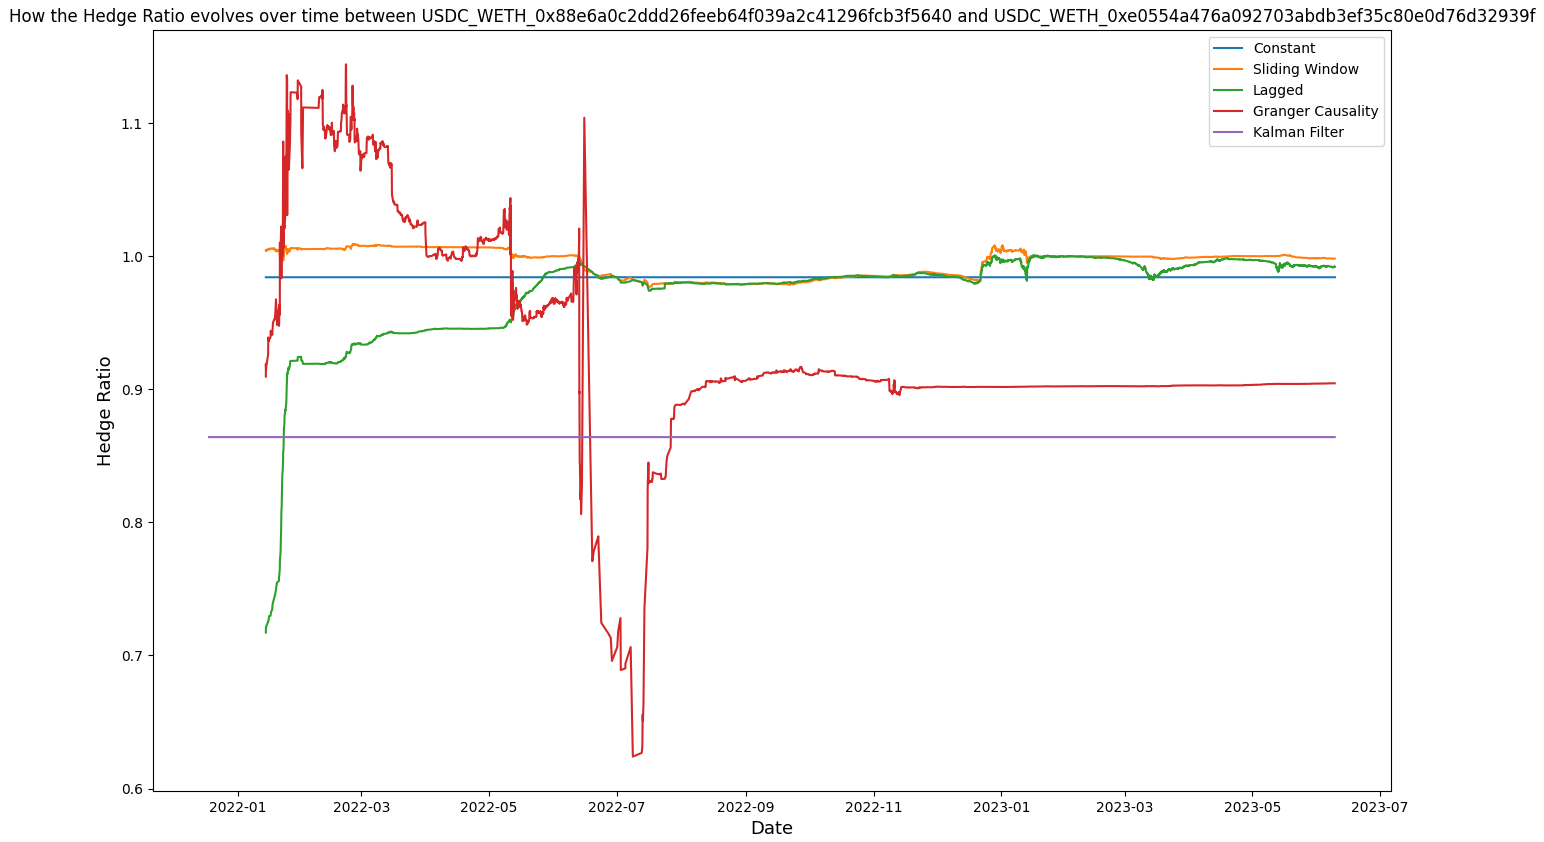 How the Hedge Ratio evolves over time between USDC_WETH_0x88e6a0c2ddd26feeb64f039a2c41296fcb3f5640 and USDC_WETH_0xe0554a476a092703abdb3ef35c80e0d76d32939f
Constant
Sliding Window
Lagged
Granger Causality
Kalman Filter
1.1
1.0
0.9
0.8
0.7
0.6
Hedge Ratio
2022-01
2022-03
2022-05
2022-07
2022-09
2022-11
2023-01
2023-03
2023-05
2023-07
Date